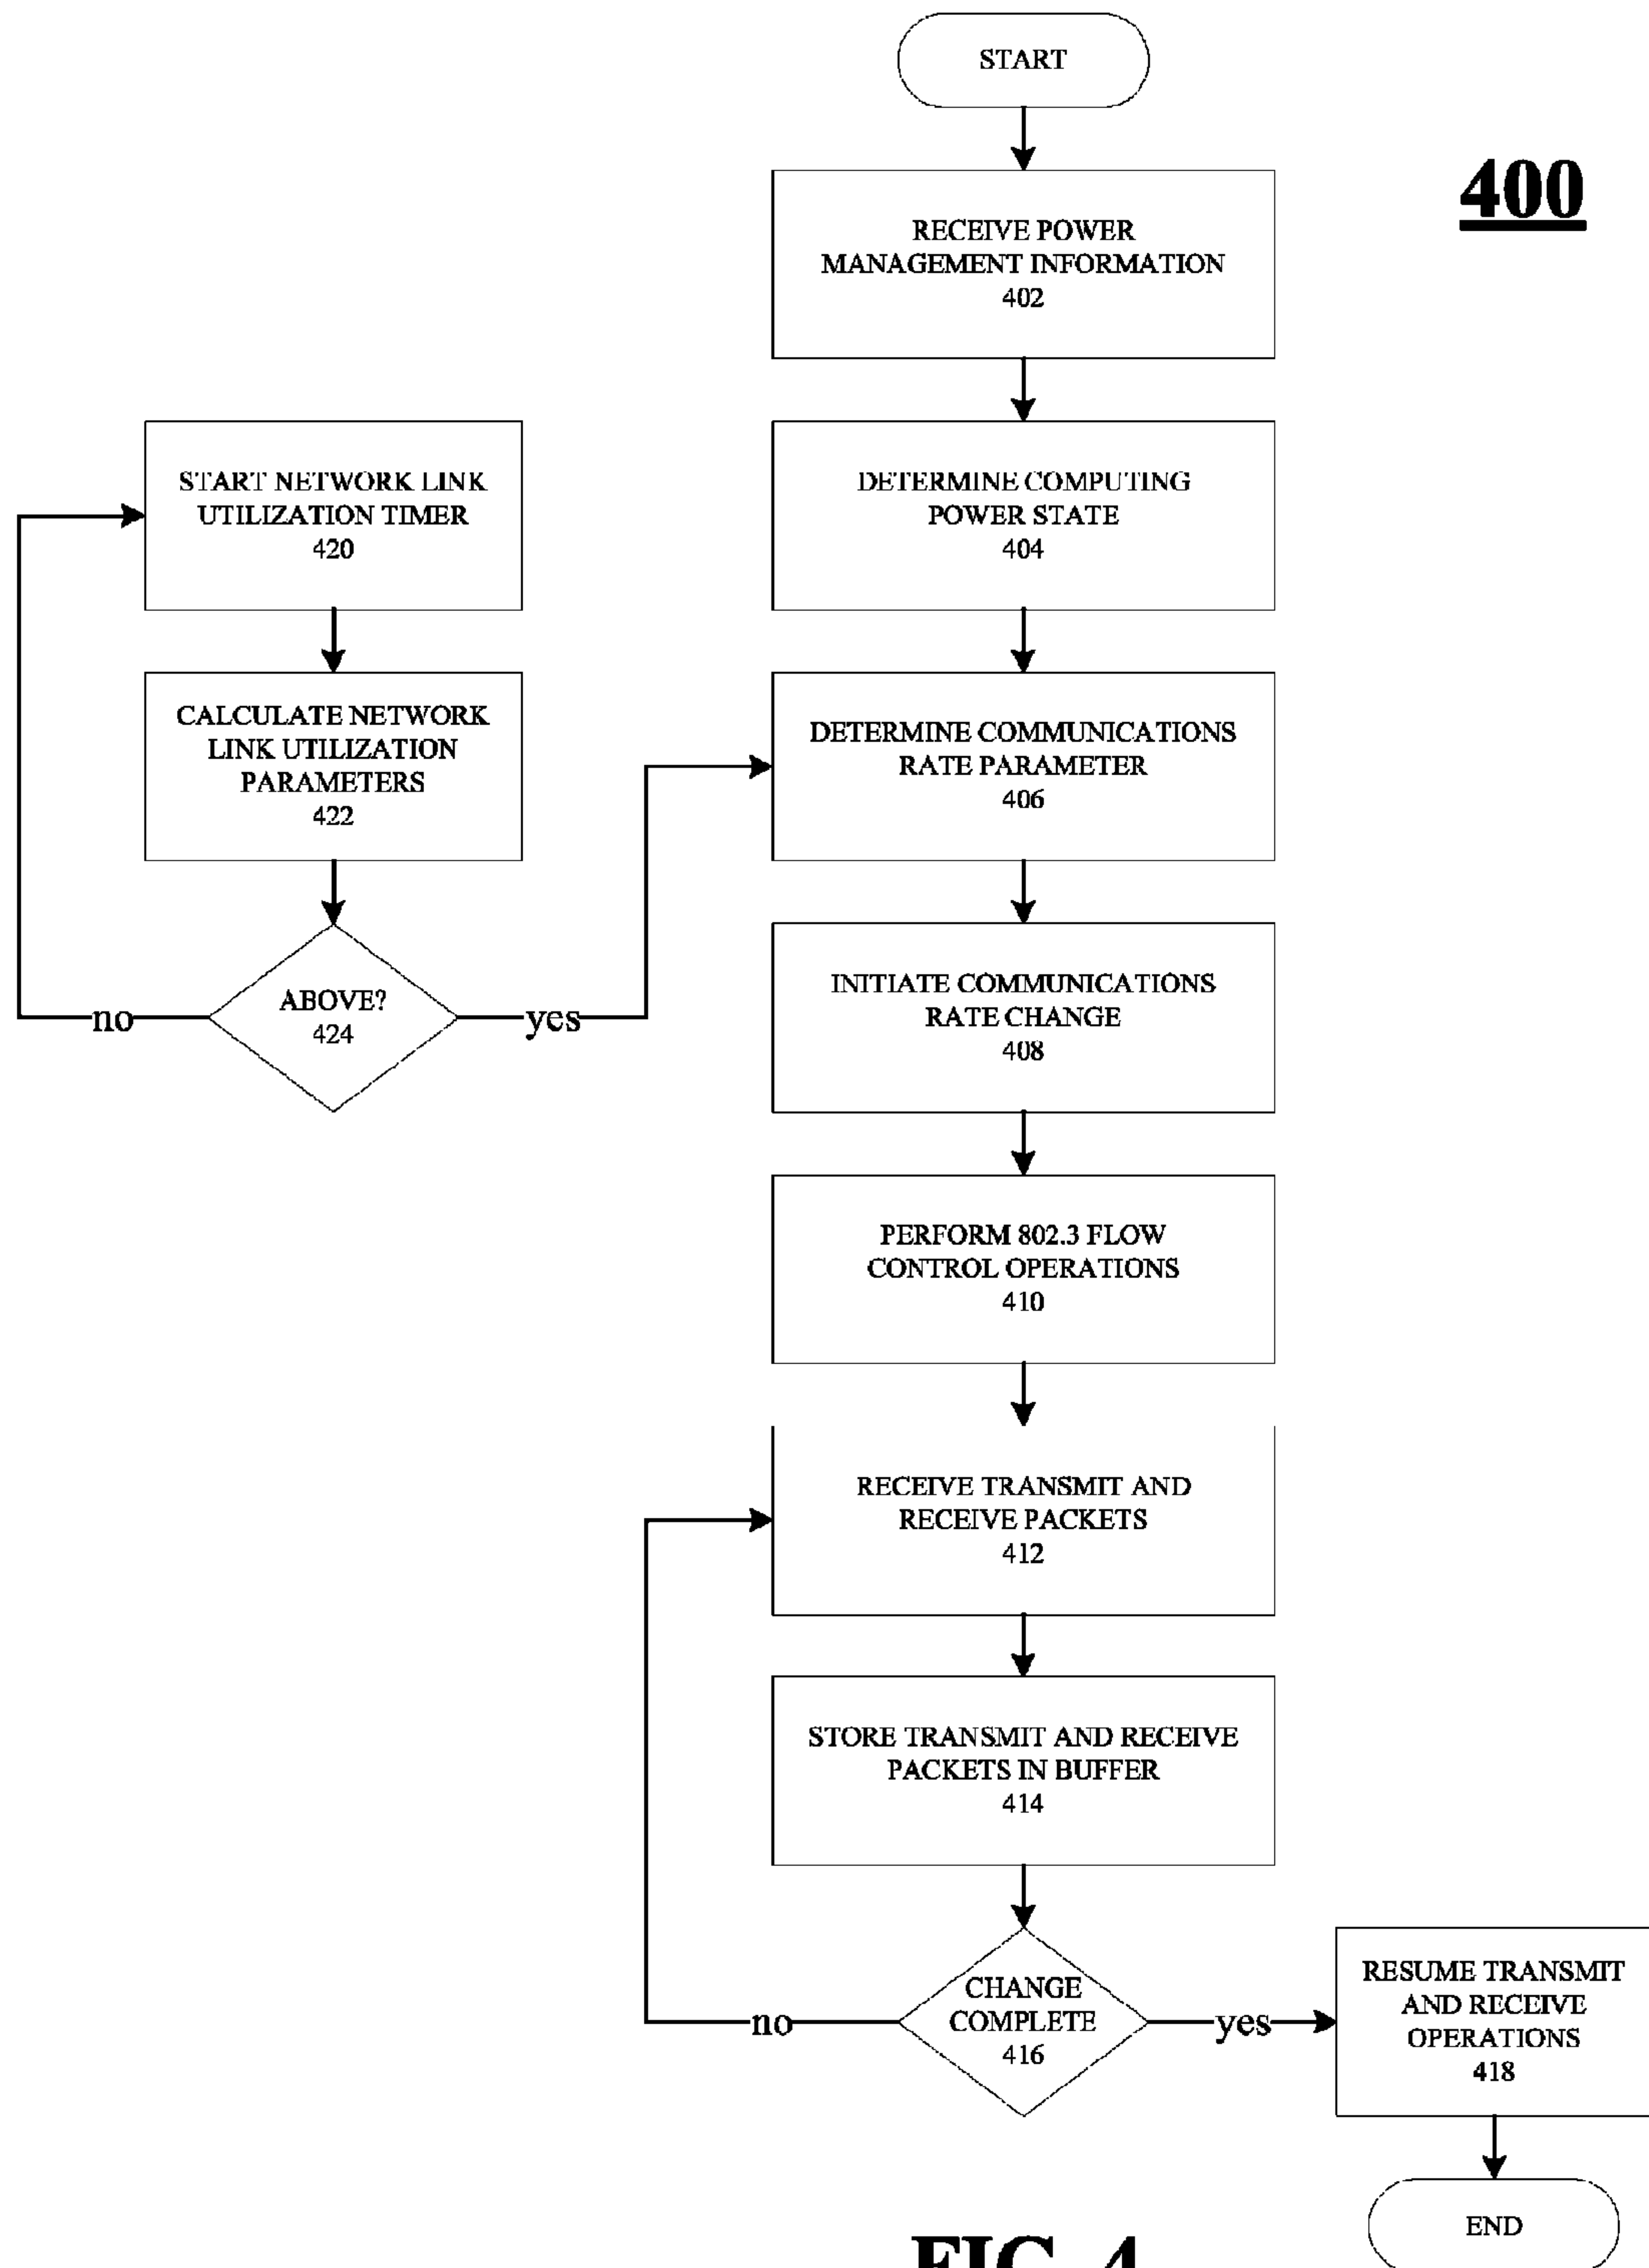 START
400
RECEIVE POWER
MANAGEMENT INFORMATION
402
DETERMINE COMPUTING
POWER STATE
404
START NETWORK LINK
UTILIZATION TIMER
420
CALCULATE NETWORK
LINK UTILIZATION
PARAMETERS
422
DETERMINE COMMUNICATIONS
RATE PARAMETER
406
ABOVE?
424
no
yes
INITIATE COMMUNICATIONS
RATE CHANGE
408
PERFORM 802.3 FLOW
CONTROL OPERATIONS
410
RECEIVE TRANSMIT AND
RECEIVE PACKETS
412
STORE TRANSMIT AND RECEIVE
PACKETS IN BUFFER
414
CHANGE
COMPLETE
416
no
yes
RESUME TRANSMIT
AND RECEIVE
OPERATIONS
418
END
FIG. 4